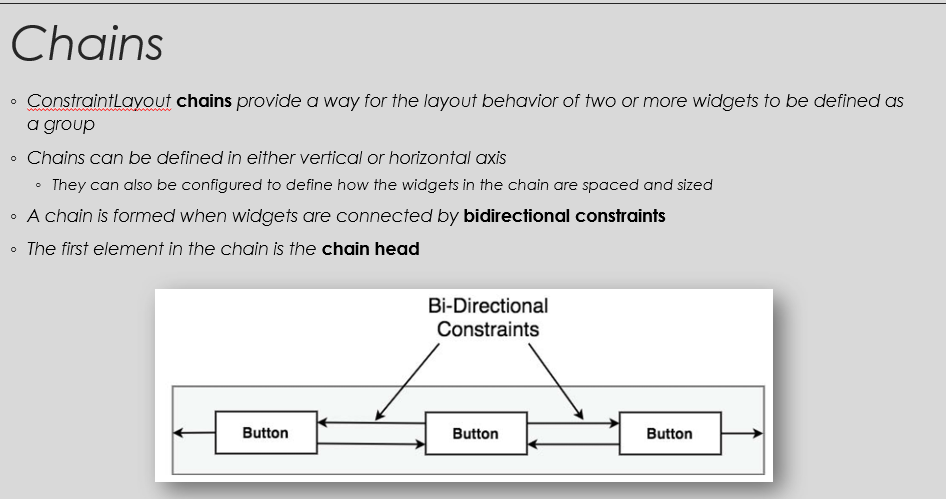 Chains
ConstraintLayout chains provide a way for the layout behavior of two or more widgets to be defined as
a group
Chains can be defined in either vertical or horizontal axis
They can also be configured to define how the widgets in the chain are spaced and sized
A chain is formed when widgets are connected by bidirectional constraints
The first element in the chain is the chain head
Bi-Directional
Constraints
Button Button Button